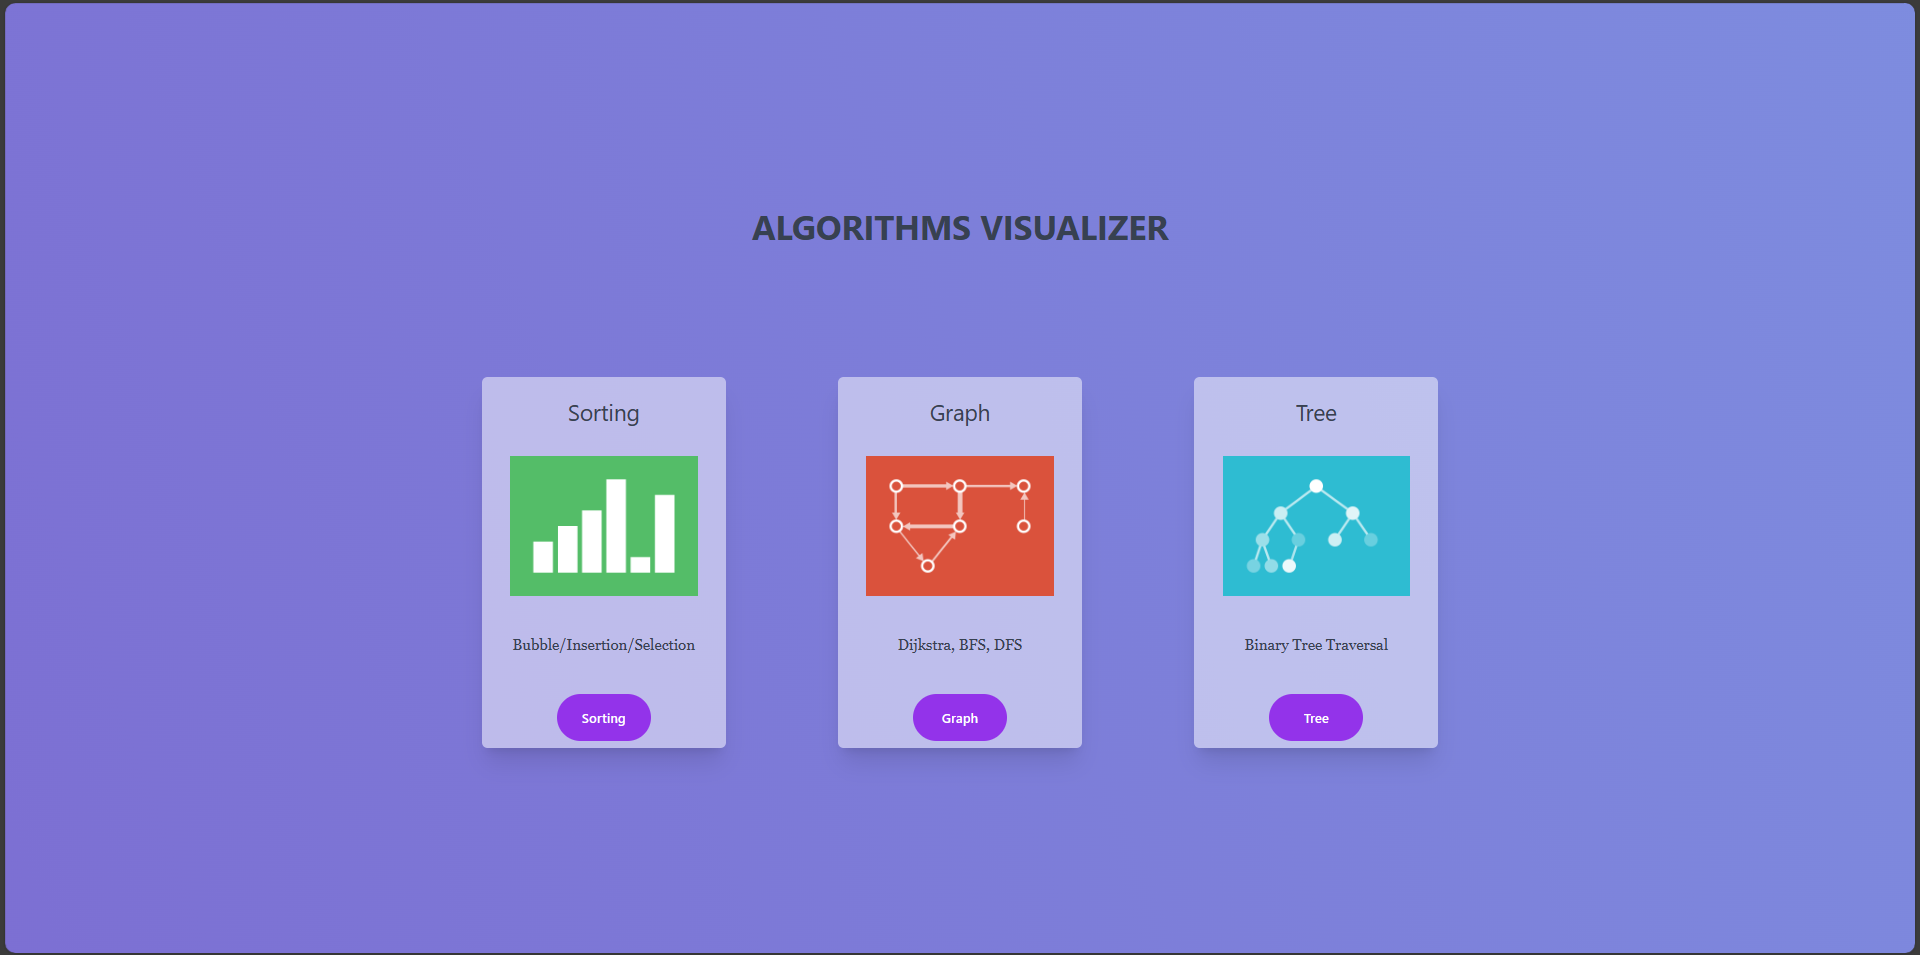 ALGORITHMS VISUALIZER
Sorting
Bubble/Insertion/Selection
Sorting
Graph
Dijkstra, BFS, DFS
Graph
Tree
Binary Tree Traversal
Tree